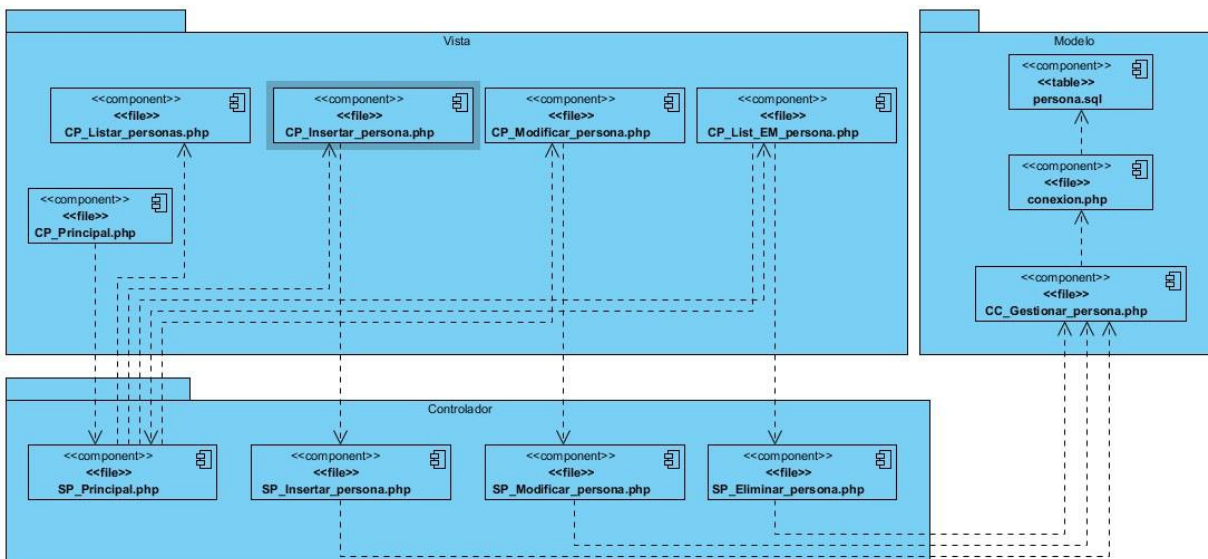 Vista
<<component>>
<<file>>
CP_Listar_personas.php
<<component>>
<<file>>
CP_Insertar_persona.php
<<component>>
<<file>>
CP_Modificar_persona.php
<<component>>
<<file>>
CP_List_EM_persona.php
<<component>>
<<file>>
CP_Principal.php
Modelo
<<component>>
<<table>>
persona.sql
<<component>>
<<file>>
conexion.php
<<component>>
<<file>>
CC_Gestionar_persona.php
Controlador
<<component>>
<<file>>
SP_Principal.php
<<component>>
<<file>>
SP_Insertar_persona.php
<<component>>
<<file>>
SP_Modificar_persona.php
<<component>>
<<file>>
SP_Eliminar_persona.php